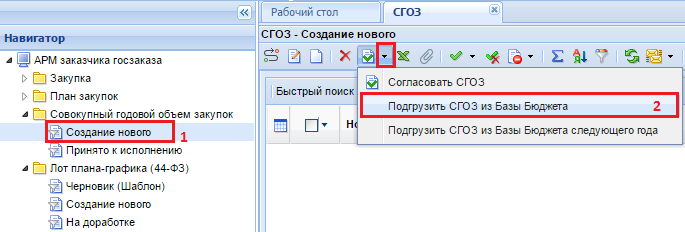 Рабочий стол
СГОЗ
Навигатор
СГОЗ - Создание нового
АРМ заказчика госзаказа
Закупка
План закупок
Совокупный годовой объем закупок
Создание нового 1
Принято к исполнению
Лот плана-графика (44-ФЗ)
Черновик (Шаблон)
Создание нового
На доработке
Быстрый поиск
Но
Согласовать СГОЗ
Подгрузить СГОЗ из Базы Бюджета 2
Подгрузить СГОЗ из Базы Бюджета следующего года